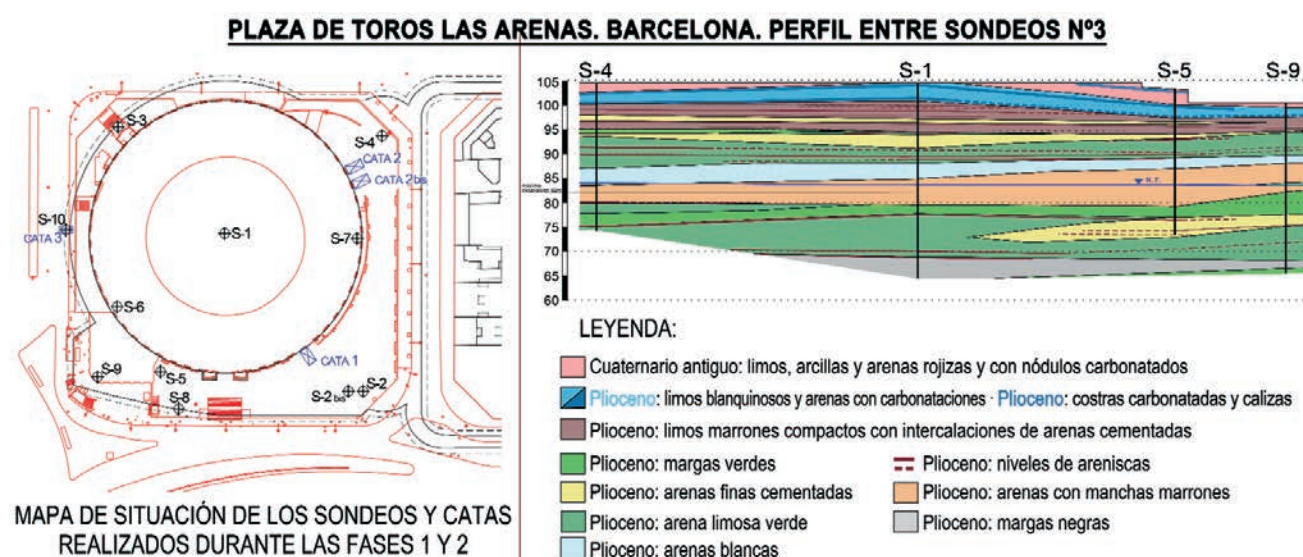 PLAZA DE TOROS LAS ARENAS. BARCELONA. PERFIL ENTRE SONDEOS Nº3
S-3
S-4
CATA 2
CATA 2 bis
S-10
CATA 3
S-1
S-7
S-6
CATA 1
S-9
S-5
S-2
S-2 bis
S-8
MAPA DE SITUACIÓN DE LOS SONDEOS Y CATAS
REALIZADOS DURANTE LAS FASES 1 Y 2
S-4 S-1 S-5 S-9
105
100
95
90
85
N.F.
80
75
70
65
60
LEYENDA:
Cuaternario antiguo: limos, arcillas y arenas rojizas y con nódulos carbonatados
Plioceno: limos blanquinosos y arenas con carbonataciones · Plioceno: costras carbonatadas y calizas
Plioceno: limos marrones compactos con intercalaciones de arenas cementadas
Plioceno: margas verdes
Plioceno: niveles de areniscas
Plioceno: arenas finas cementadas
Plioceno: arenas con manchas marrones
Plioceno: arena limosa verde
Plioceno: margas negras
Plioceno: arenas blancas